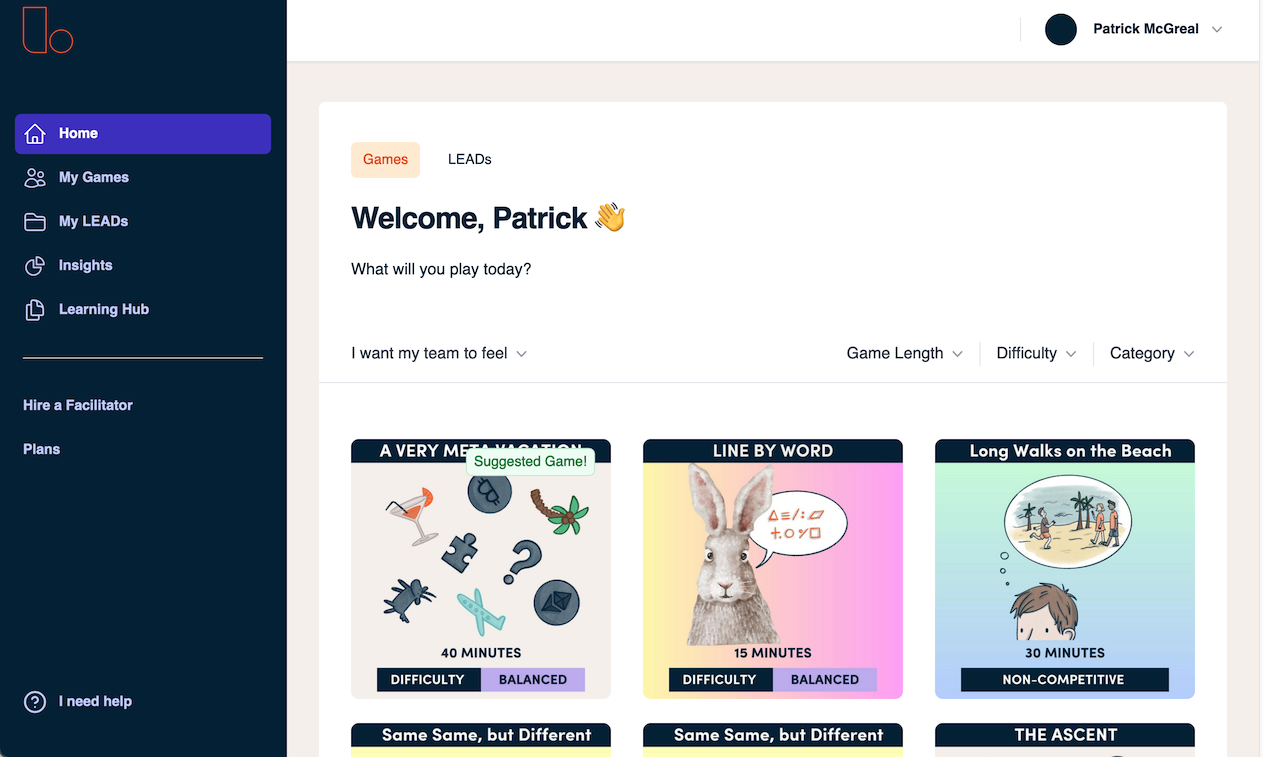 Patrick McGreal
Home
My Games
My LEADs
Insights
Learning Hub
Hire a Facilitator
Plans
I need help
Games
LEADs
Welcome, Patrick 👋
What will you play today?
I want my team to feel
Game Length
Difficulty
Category
A VERY META VACATION
Suggested Game!
40 MINUTES
DIFFICULTY
BALANCED
LINE BY WORD
15 MINUTES
DIFFICULTY
BALANCED
Long Walks on the Beach
30 MINUTES
NON-COMPETITIVE
Same Same, but Different
Same Same, but Different
THE ASCENT